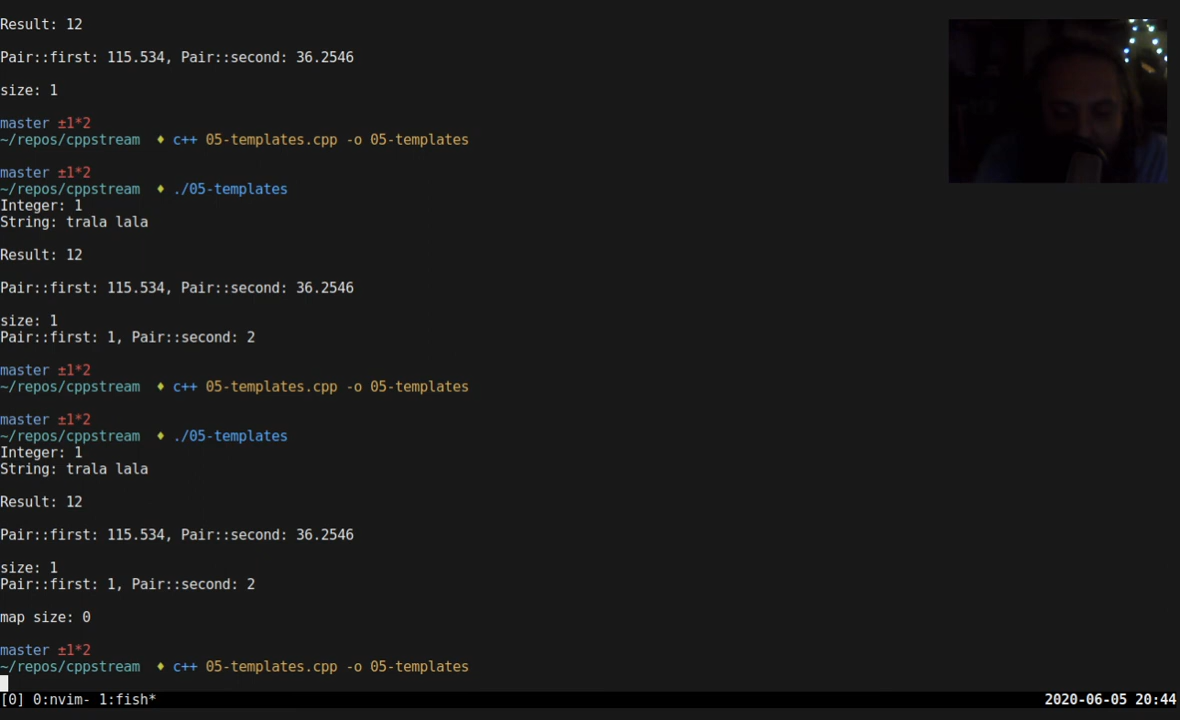 Result: 12
Pair::first: 115.534, Pair::second: 36.2546
size: 1
master ±1*2
~/repos/cppstream ♦ c++ 05-templates.cpp -o 05-templates
master ±1*2
~/repos/cppstream ♦ ./05-templates
Integer: 1
String: trala lala
Result: 12
Pair::first: 115.534, Pair::second: 36.2546
size: 1
Pair::first: 1, Pair::second: 2
master ±1*2
~/repos/cppstream ♦ c++ 05-templates.cpp -o 05-templates
master ±1*2
~/repos/cppstream ♦ ./05-templates
Integer: 1
String: trala lala
Result: 12
Pair::first: 115.534, Pair::second: 36.2546
size: 1
Pair::first: 1, Pair::second: 2
map size: 0
master ±1*2
~/repos/cppstream ♦ c++ 05-templates.cpp -o 05-templates
[0] 0:nvim- 1:fish* 2020-06-05 20:44